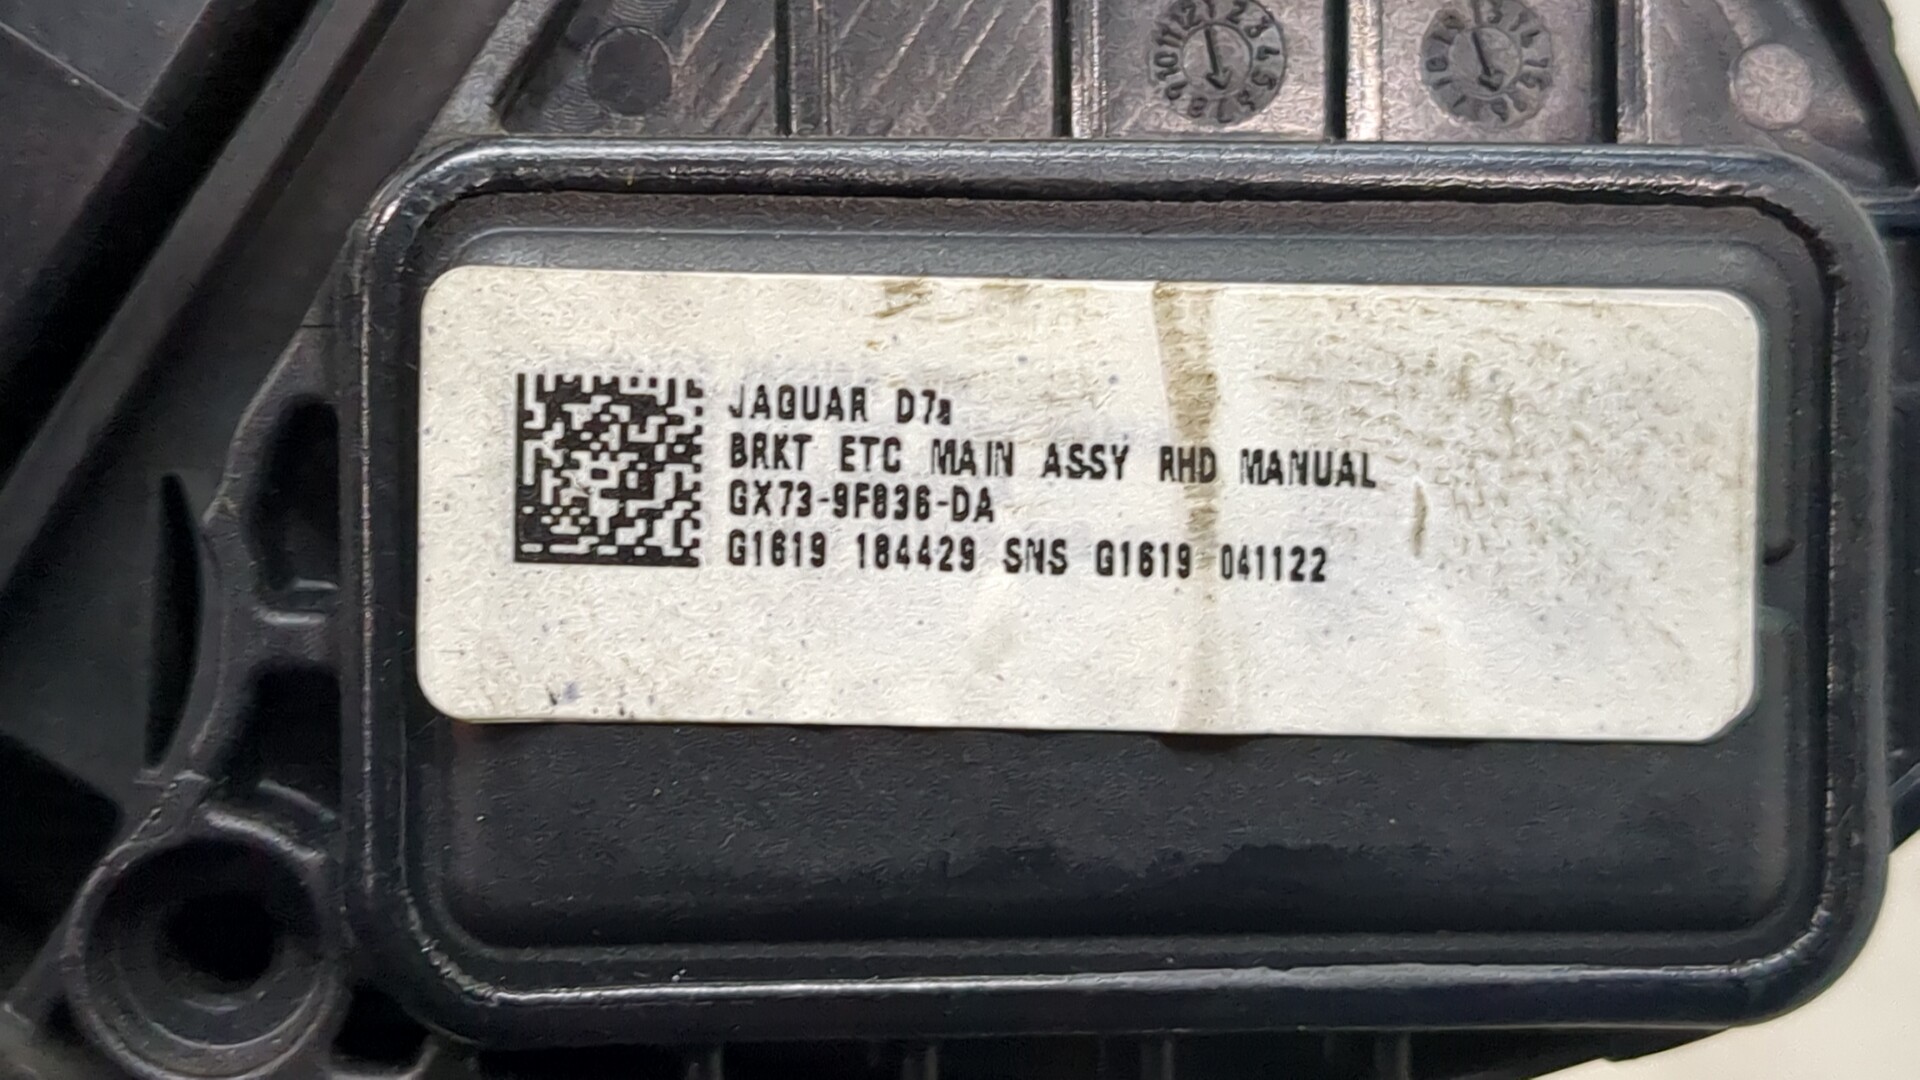 JAGUAR D7a
BRKT ETC MAIN ASSY RHD MANUAL
GX73-9F836-DA
G1619 184429 SNS G1619 041122